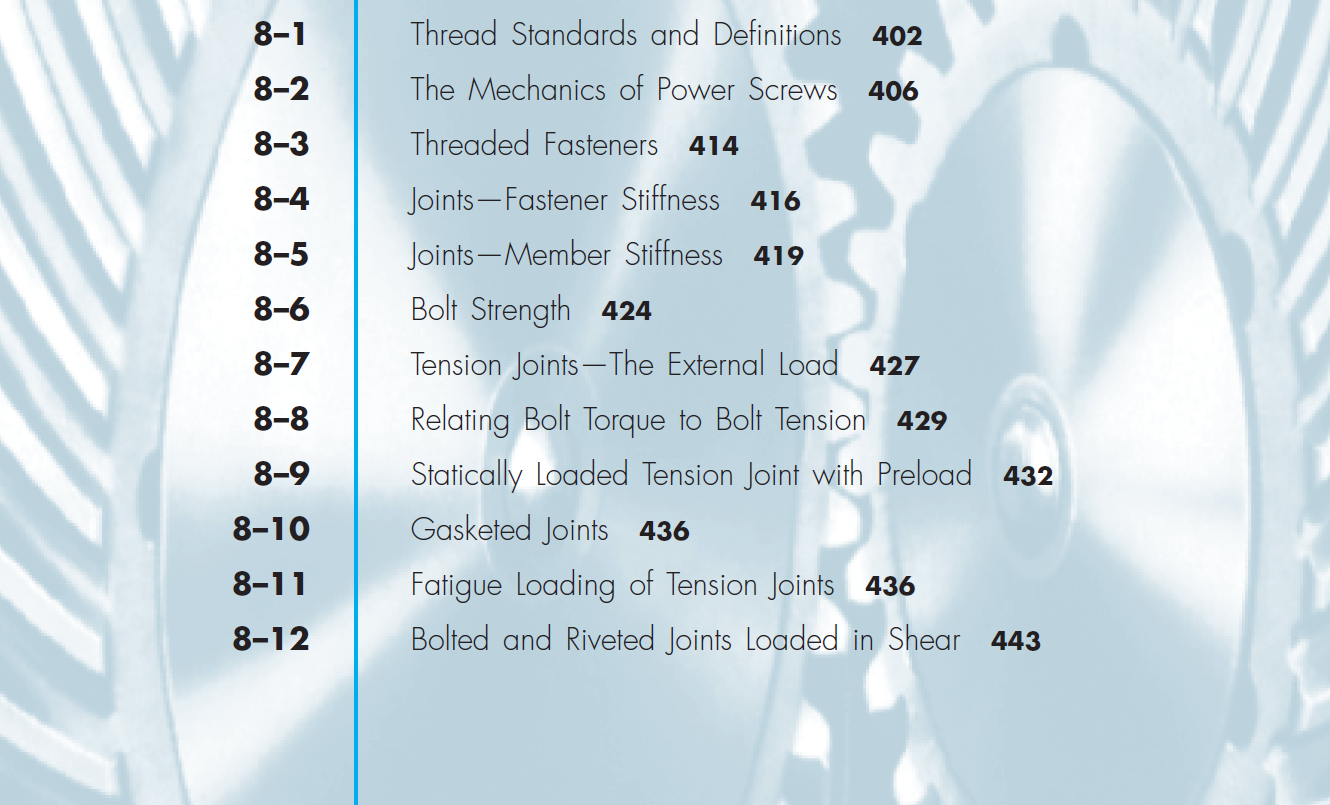 8–1 Thread Standards and Definitions 402
8–2 The Mechanics of Power Screws 406
8–3 Threaded Fasteners 414
8–4 Joints—Fastener Stiffness 416
8–5 Joints—Member Stiffness 419
8–6 Bolt Strength 424
8–7 Tension Joints—The External Load 427
8–8 Relating Bolt Torque to Bolt Tension 429
8–9 Statically Loaded Tension Joint with Preload 432
8–10 Gasketed Joints 436
8–11 Fatigue Loading of Tension Joints 436
8–12 Bolted and Riveted Joints Loaded in Shear 443